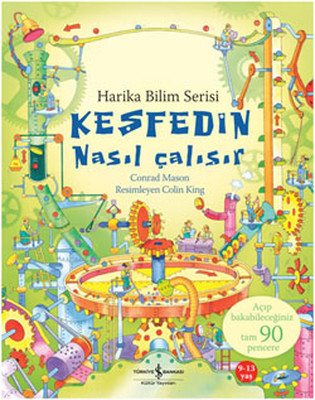 Harika Bilim Serisi
KEŞFEDİN
Nasıl çalışır
Conrad Mason
Resimleyen Colin King
Açıp
bakabileceğiniz
tam 90
pencere
9-13
yaş
TÜRKİYE İŞ BANKASI
Kültür Yayınları